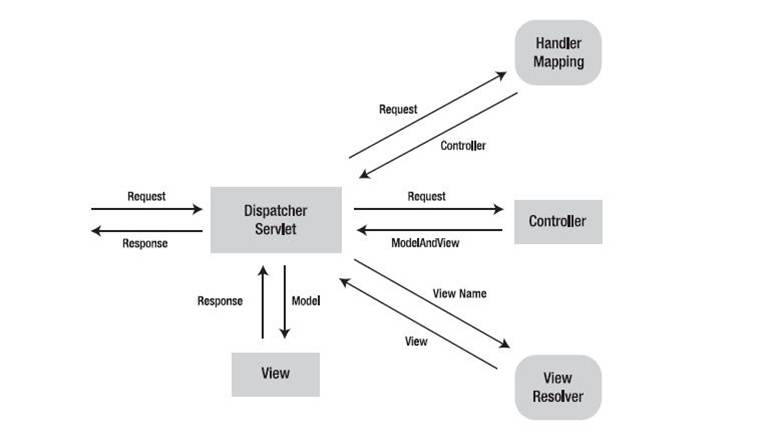 Handler
Mapping
Request
Controller
Request
Response
Dispatcher
Servlet
Request
ModelAndView
Controller
Response
Model
View Name
View
View
View
Resolver